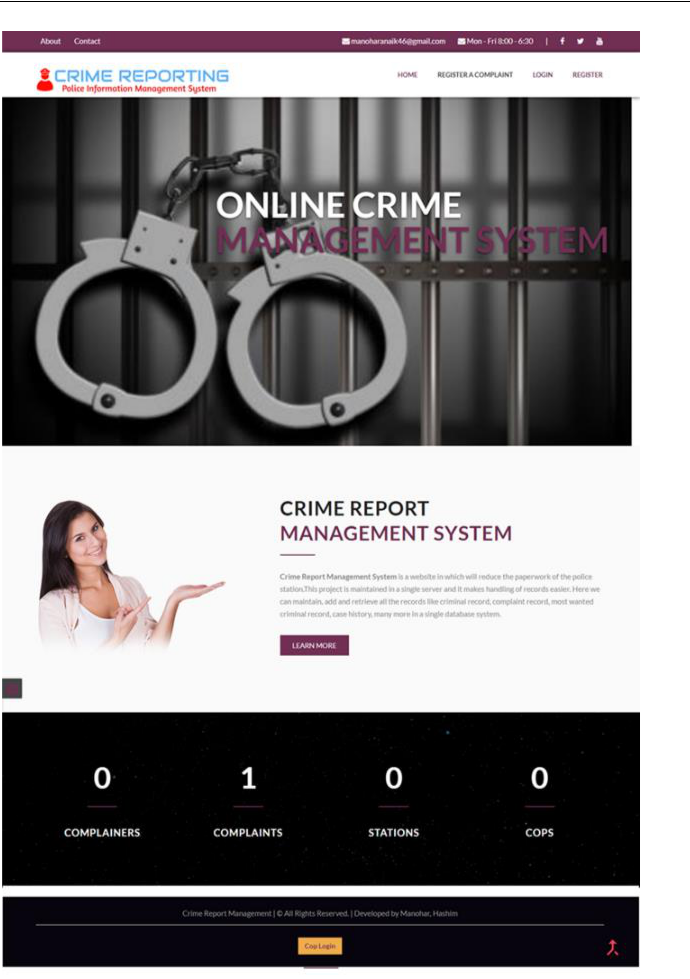 About Contact manoharanaik46@gmail.com Mon - Fri 8:00 - 6:30 |
CRIME REPORTING
Police Information Management System
HOME REGISTER A COMPLAINT LOGIN REGISTER
ONLINE CRIME
MANAGEMENT SYSTEM
CRIME REPORT
MANAGEMENT SYSTEM
Crime Report Management System is a website in which will reduce the paperwork of the police
station.This project is maintained in a single server and it makes handling of records easier. Here we
can maintain, add and retrieve all the records like criminal record, complaint record, most wanted
criminal record, case history, many more in a single database system.
LEARN MORE
0 1 0 0
COMPLAINERS COMPLAINTS STATIONS COPS
Crime Report Management | © All Rights Reserved. | Developed by Manohar, Hashim
Cop Login